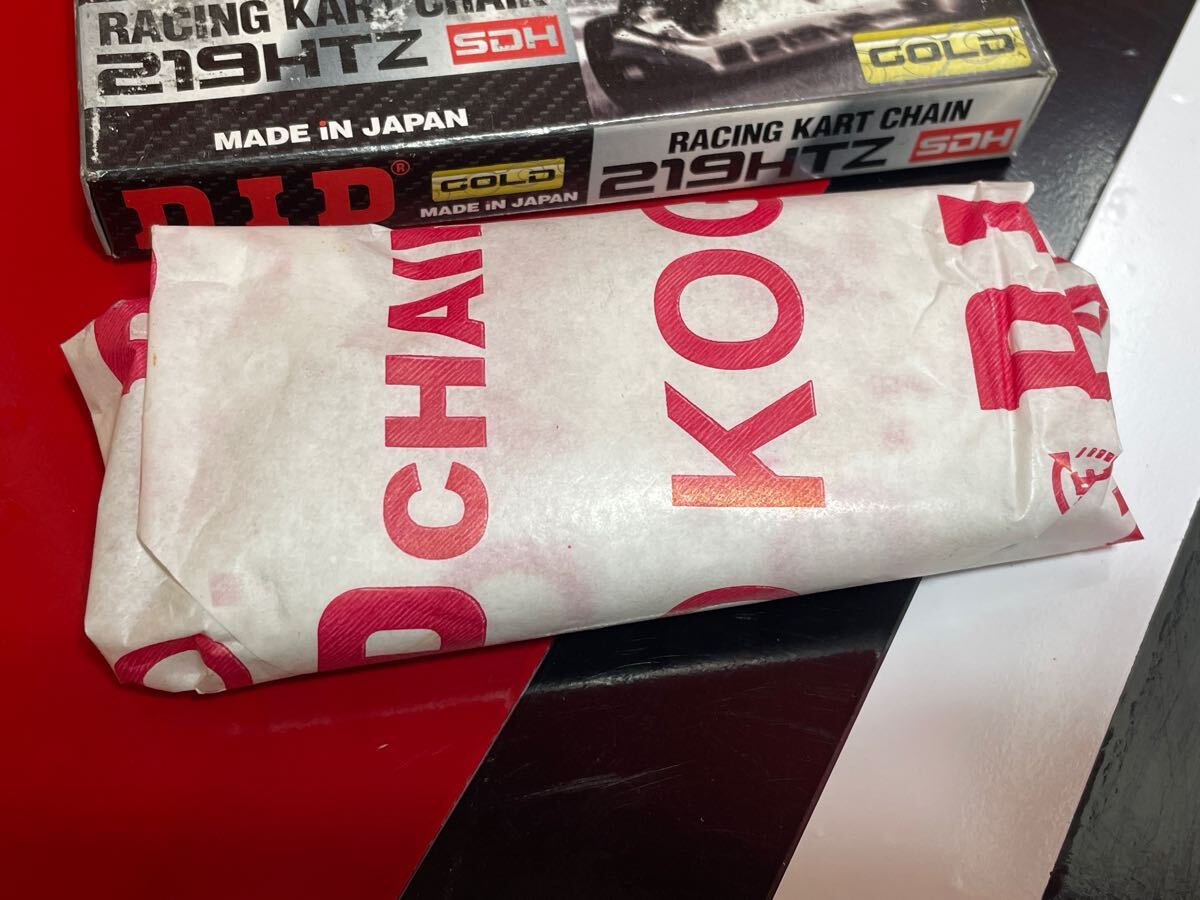 RACING KART CHAIN
219HTZ SDH
GOLD
MADE iN JAPAN
D.I.D®
GOLD
MADE iN JAPAN
RACING KART CHAIN
219HTZ SDH
CHAIN
KOG
D